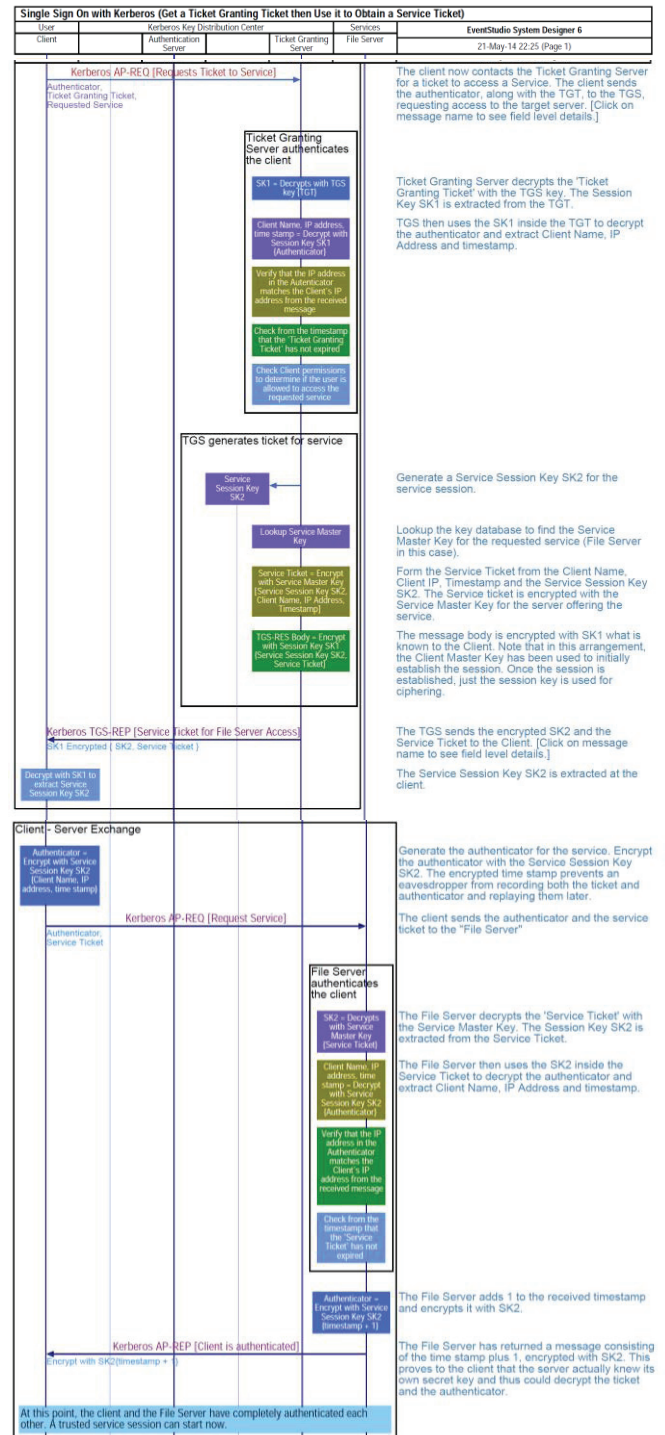 Single Sign On with Kerberos (Get a Ticket Granting Ticket then Use it to Obtain a Service Ticket)
User
Kerberos Key Distribution Center
Services
EventStudio System Designer 6
Client
Authentication
Server
Ticket Granting
Server
File Server
21-May-14 22:25 (Page 1)
Kerberos AP-REQ [Requests Ticket to Service]
Authenticator,
Ticket Granting Ticket,
Requested Service
The client now contacts the Ticket Granting Server
for a ticket to access a Service. The client sends
the authenticator, along with the TGT, to the TGS,
requesting access to the target server. [Click on
message name to see field level details.]
Ticket Granting
Server authenticates
the client
SK1 = Decrypts with TGS
key {TGT}
Ticket Granting Server decrypts the 'Ticket
Granting Ticket' with the TGS key. The Session
Key SK1 is extracted from the TGT.
Client Name, IP address,
time stamp = Decrypt with
Session Key SK1
{Authenticator}
TGS then uses the SK1 inside the TGT to decrypt
the authenticator and extract Client Name, IP
Address and timestamp.
Verify that the IP address
in the Autenticator
matches the Client's IP
address from the received
message
Check from the timestamp
that the 'Ticket Granting
Ticket' has not expired
Check Client permissions
to determine if the user is
allowed to access the
requested service
TGS generates ticket for service
Service
Session Key
SK2
Generate a Service Session Key SK2 for the
service session.
Lookup Service Master
Key
Lookup the key database to find the Service
Master Key for the requested service (File Server
in this case).
Service Ticket = Encrypt
with Service Master Key
{Service Session Key SK2,
Client Name, IP Address,
Timestamp}
Form the Service Ticket from the Client Name,
Client IP, Timestamp and the Service Session Key
SK2. The Service ticket is encrypted with the
Service Master Key for the server offering the
service.
TGS-RES Body = Encrypt
with Session Key SK1
{Service Session Key SK2,
Service Ticket}
The message body is encrypted with SK1 what is
known to the Client. Note that in this arrangement,
the Client Master Key has been used to initially
establish the session. Once the session is
established, just the session key is used for
ciphering.
Kerberos TGS-REP [Service Ticket for File Server Access]
SK1 Encrypted { SK2, Service Ticket }
The TGS sends the encrypted SK2 and the
Service Ticket to the Client. [Click on message
name to see field level details.]
Decrypt with SK1 to
extract Service
Session Key SK2
The Service Session Key SK2 is extracted at the
client.
Client - Server Exchange
Authenticator =
Encrypt with Service
Session Key SK2
{Client Name, IP
address, time stamp}
Generate the authenticator for the service. Encrypt
the authenticator with the Service Session Key
SK2. The encrypted time stamp prevents an
eavesdropper from recording both the ticket and
authenticator and replaying them later.
Kerberos AP-REQ [Request Service]
Authenticator,
Service Ticket
The client sends the authenticator and the service
ticket to the "File Server"
File Server
authenticates
the client
SK2 = Decrypts
with Service
Master Key
{Service Ticket}
The File Server decrypts the 'Service Ticket' with
the Service Master Key. The Session Key SK2 is
extracted from the Service Ticket.
Client Name, IP
address, time
stamp = Decrypt
with Service
Session Key SK2
{Authenticator}
The File Server then uses the SK2 inside the
Service Ticket to decrypt the authenticator and
extract Client Name, IP Address and timestamp.
Verify that the IP
address in the
Authenticator
matches the
Client's IP
address from the
received message
Check from the
timestamp that
the 'Service
Ticket' has not
expired
Authenticator =
Encrypt with Service
Session Key SK2
{timestamp + 1}
The File Server adds 1 to the received timestamp
and encrypts it with SK2.
Kerberos AP-REP [Client is authenticated]
Encrypt with SK2{timestamp + 1}
The File Server has returned a message consisting
of the time stamp plus 1, encrypted with SK2. This
proves to the client that the server actually knew its
own secret key and thus could decrypt the ticket
and the authenticator.
At this point, the client and the File Server have completely authenticated each
other. A trusted service session can start now.